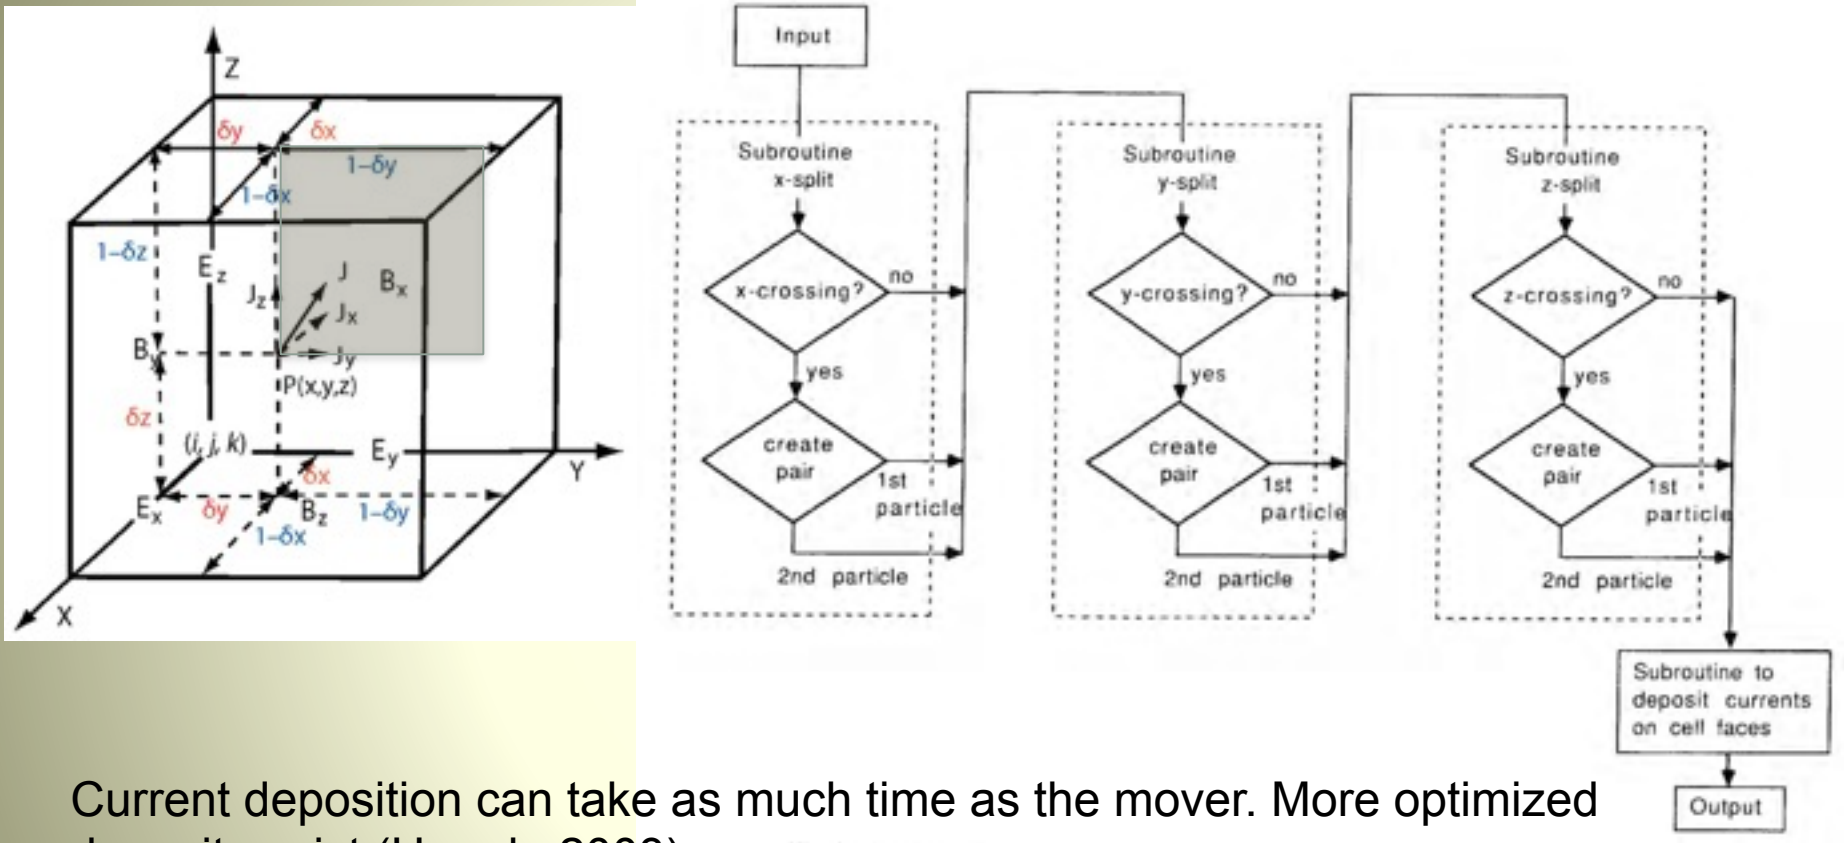 Z
δy
δx
1-δy
1-δx
1-δz
Ez
Jz
J
Bx
Jx
By
Jy
P(x,y,z)
δz
(i, j, k)
Ey
Y
δx
Ex
δy
Bz
1-δy
1-δx
X
Input
Subroutine
x-split
x-crossing?
no
yes
create
pair
1st
particle
2nd particle
Subroutine
y-split
y-crossing?
no
yes
create
pair
1st
particle
2nd particle
Subroutine
z-split
z-crossing?
no
yes
create
pair
1st
particle
2nd particle
Subroutine to
deposit currents
on cell faces
Output
Current deposition can take as much time as the mover. More optimized